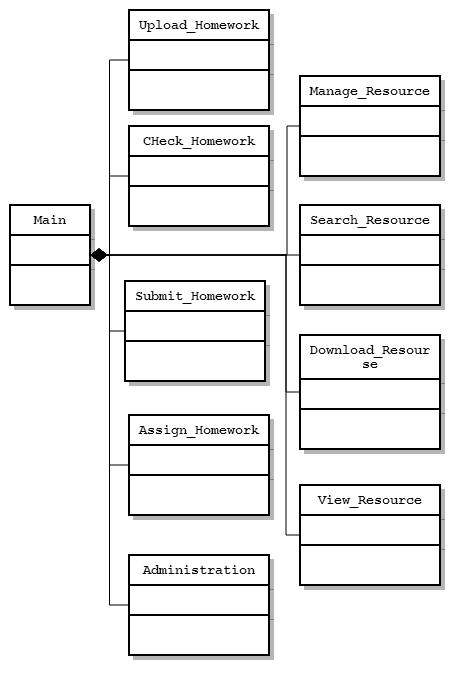 Upload_Homework
CHeck_Homework
Main
Submit_Homework
Assign_Homework
Administration
Manage_Resource
Search_Resource
Download_Resour
se
View_Resource